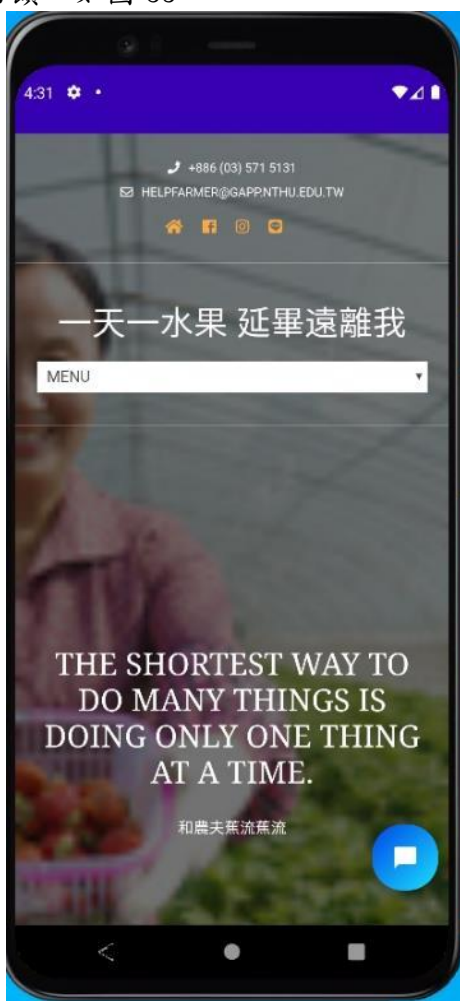 4:31
+886 (03) 571 5131
HELPFARMER@GAPP.NTHU.EDU.TW
一天一水果 延畢遠離我
MENU
THE SHORTEST WAY TO
DO MANY THINGS IS
DOING ONLY ONE THING
AT A TIME.
和農夫蕉流蕉流